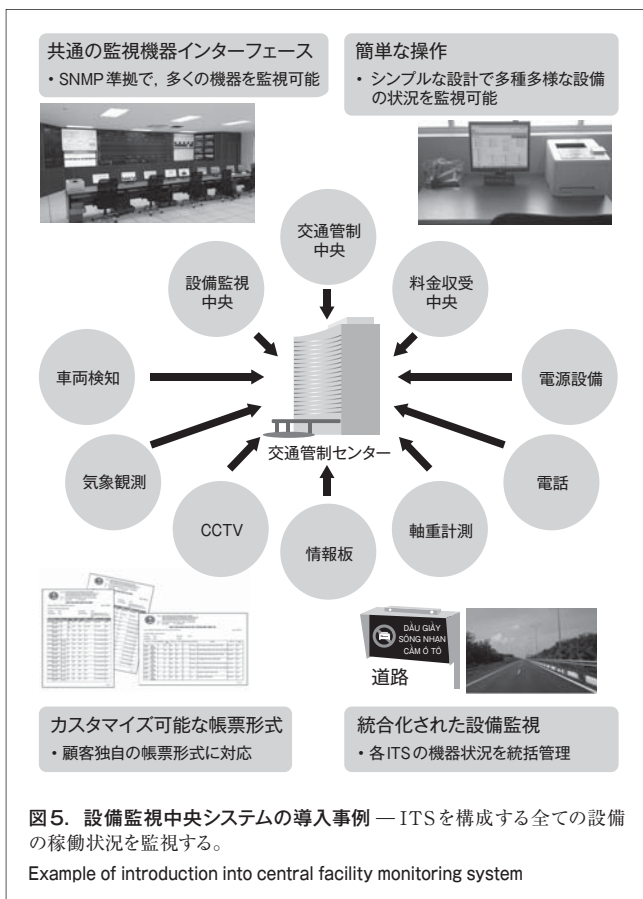 共通の監視機器インターフェース
・SNMP準拠で，多くの機器を監視可能
簡単な操作
・シンプルな設計で多種多様な設備
の状況を監視可能
交通管制
中央
設備監視
中央
料金収受
中央
車両検知
電源設備
交通管制センター
気象観測
電話
CCTV
情報板
軸重計測
DẦU GIÂY
SÔNG NHẠN
CẤM Ô TÔ
道路
カスタマイズ可能な帳票形式
・顧客独自の帳票形式に対応
統合化された設備監視
・各ITSの機器状況を統括管理
図5．設備監視中央システムの導入事例 — ITSを構成する全ての設備
の稼働状況を監視する。
Example of introduction into central facility monitoring system